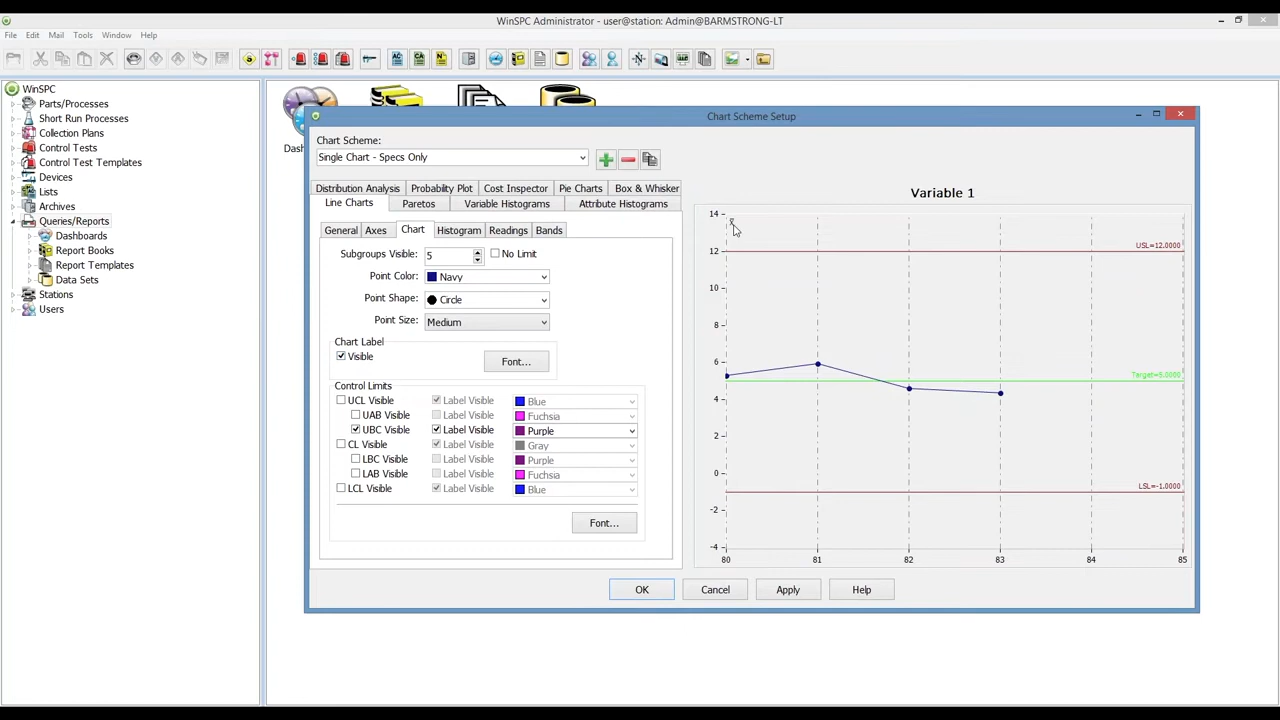 WinSPC Administrator - user@station: Admin@BARMSTRONG-LT
File Edit Mail Tools Window Help
WinSPC
Parts/Processes
Short Run Processes
Collection Plans
Control Tests
Control Test Templates
Devices
Lists
Archives
Queries/Reports
Dashboards
Report Books
Report Templates
Data Sets
Stations
Users
Dash
Chart Scheme Setup
Chart Scheme:
Single Chart - Specs Only
Distribution Analysis Probability Plot Cost Inspector Pie Charts Box & Whisker
Line Charts Paretos Variable Histograms Attribute Histograms
General Axes Chart Histogram Readings Bands
Subgroups Visible: 5 No Limit
Point Color: Navy
Point Shape: Circle
Point Size: Medium
Chart Label
Visible Font...
Control Limits
UCL Visible Label Visible Blue
UAB Visible Label Visible Fuchsia
UBC Visible Label Visible Purple
CL Visible Label Visible Gray
LBC Visible Label Visible Purple
LAB Visible Label Visible Fuchsia
LCL Visible Label Visible Blue
Font...
Variable 1
14
USL=12.0000
12
10
8
6
Target=5.0000
4
2
0
LSL=-1.0000
-2
-4
80 81 82 83 84 85
OK Cancel Apply Help